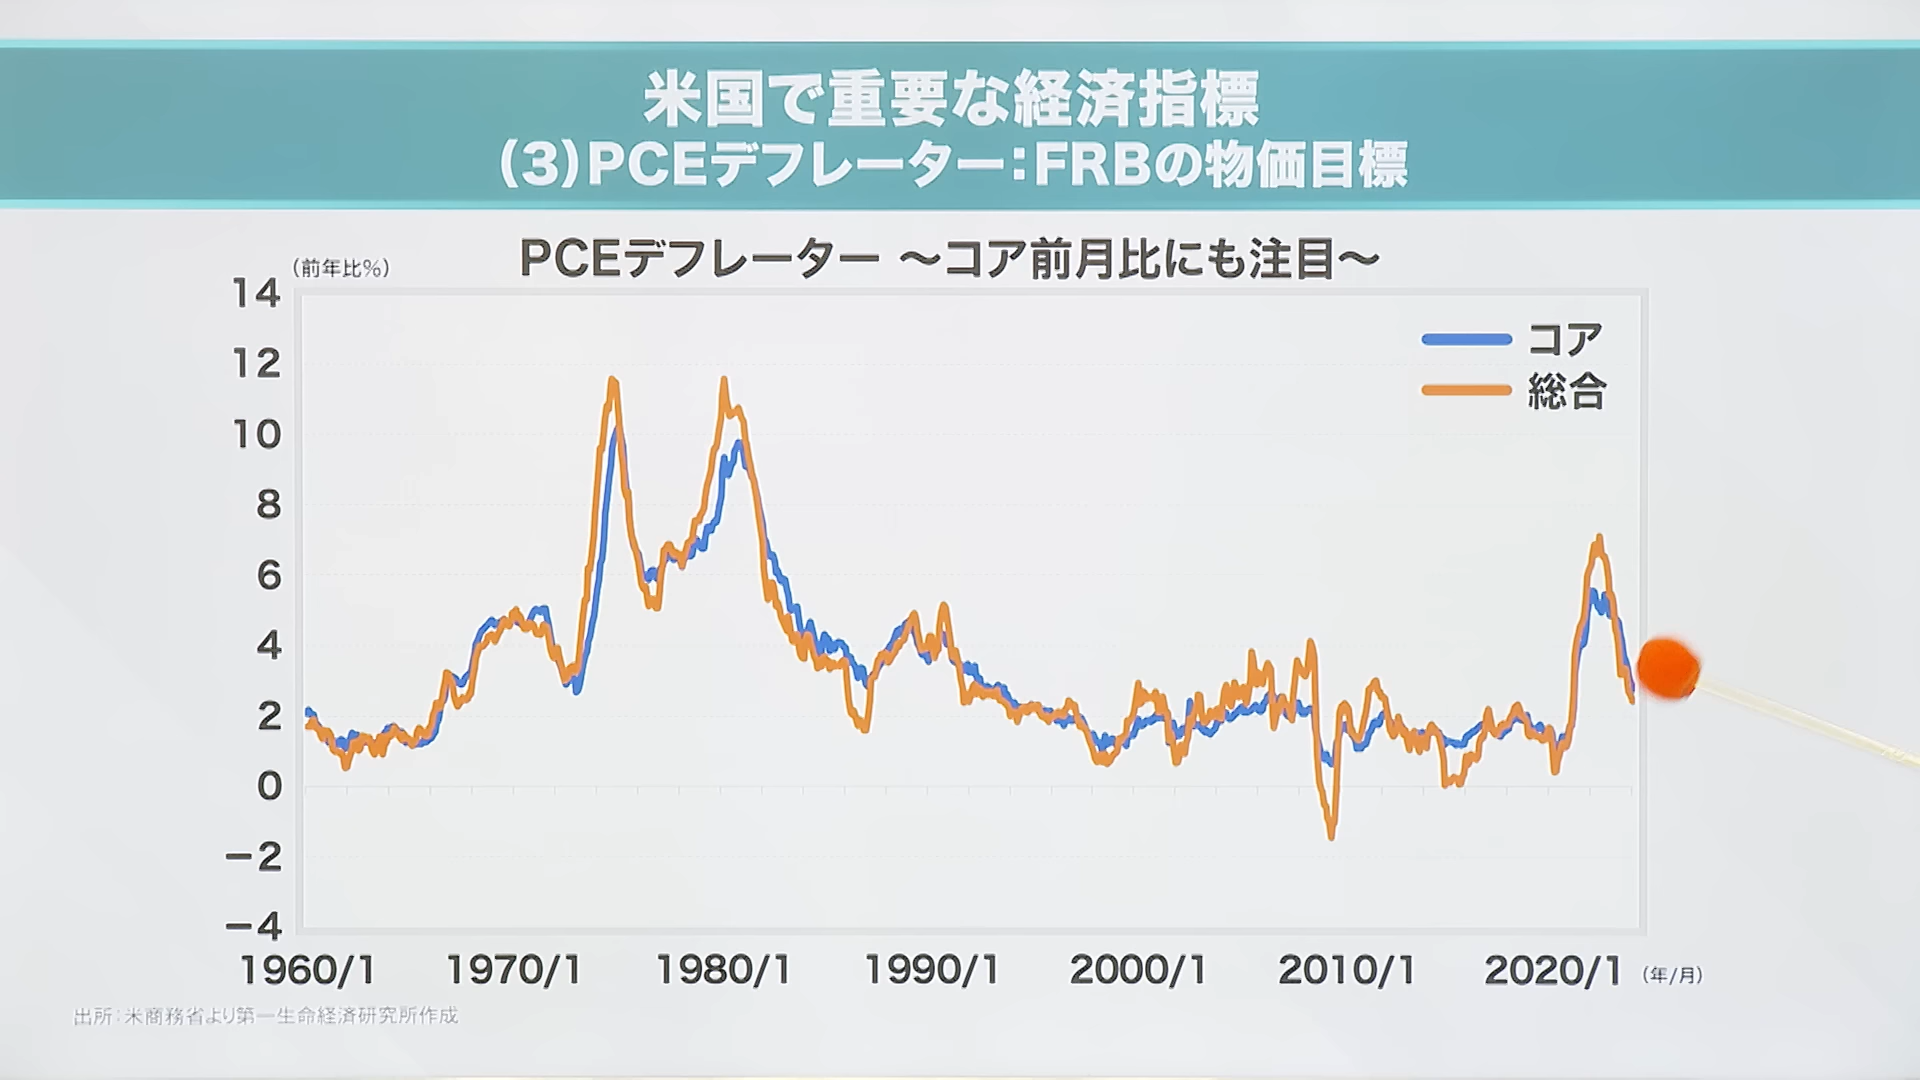 米国で重要な経済指標
(3)PCEデフレーター：FRBの物価目標
PCEデフレーター ～コア前月比にも注目～
(前年比%)
14
12
10
8
6
4
2
0
−2
−4
コア
総合
1960/1 1970/1 1980/1 1990/1 2000/1 2010/1 2020/1 (年/月)
出所：米商務省より第一生命経済研究所作成